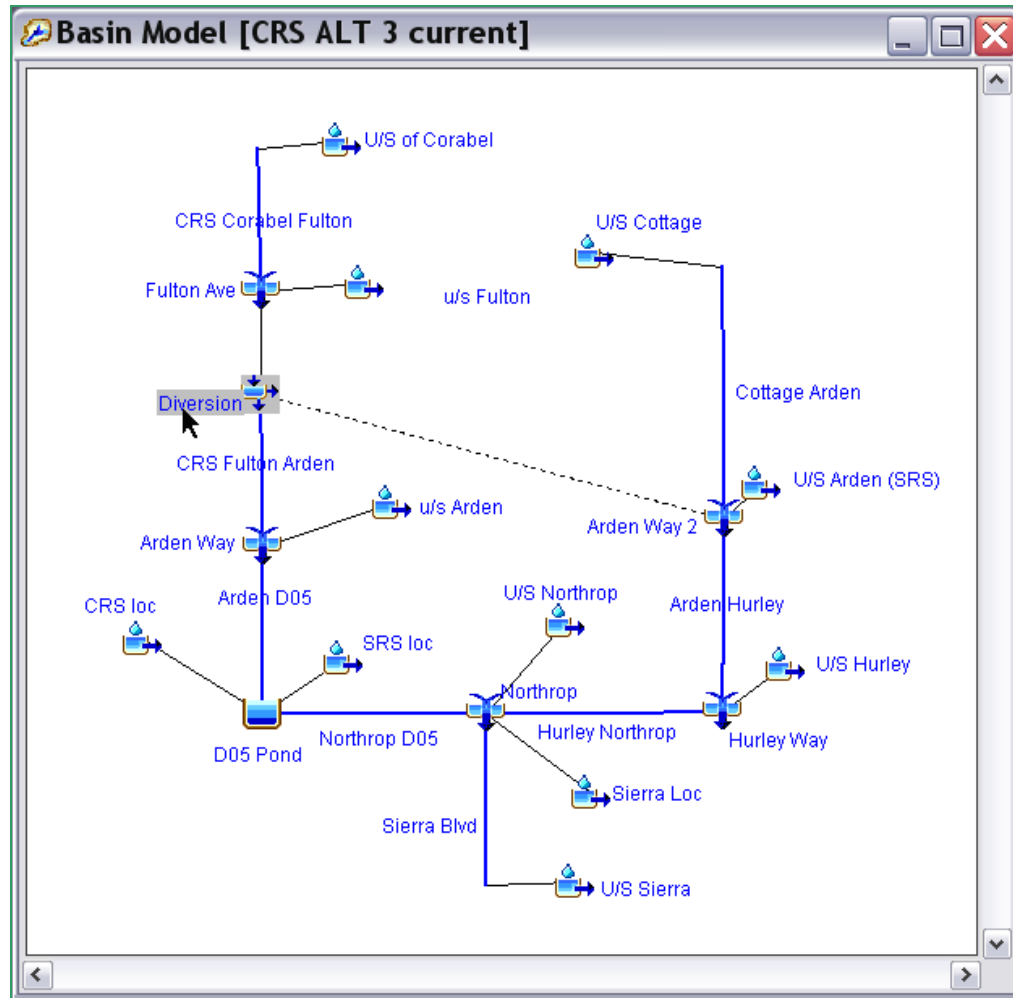 Basin Model [CRS ALT 3 current]
U/S of Corabel
CRS Corabel Fulton
U/S Cottage
Fulton Ave
u/s Fulton
Diversion
Cottage Arden
CRS Fulton Arden
U/S Arden (SRS)
u/s Arden
Arden Way 2
Arden Way
Arden D05
U/S Northrop
Arden Hurley
CRS loc
SRS loc
U/S Hurley
Northrop
Northrop D05
Hurley Northrop
Hurley Way
D05 Pond
Sierra Loc
Sierra Blvd
U/S Sierra